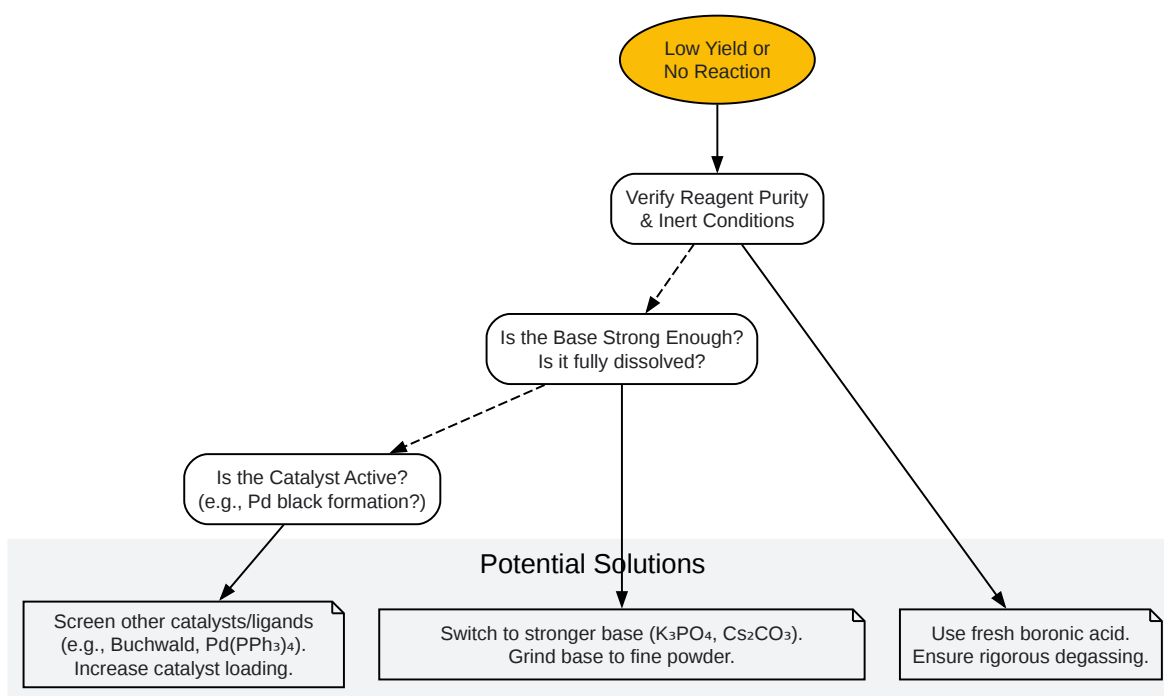 Low Yield or
No Reaction
Verify Reagent Purity
& Inert Conditions
Is the Base Strong Enough?
Is it fully dissolved?
Is the Catalyst Active?
(e.g., Pd black formation?)
Potential Solutions
Screen other catalysts/ligands
(e.g., Buchwald, Pd(PPh₃)₄).
Increase catalyst loading.
Switch to stronger base (K₃PO₄, Cs₂CO₃).
Grind base to fine powder.
Use fresh boronic acid.
Ensure rigorous degassing.